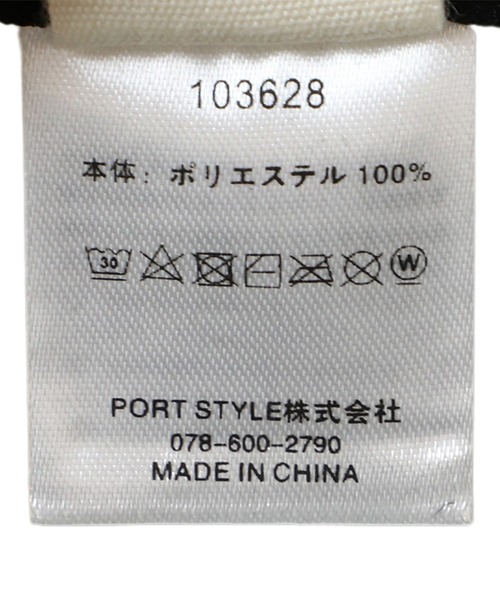 103628
本体: ポリエステル 100%
30 W
PORT STYLE株式会社
078-600-2790
MADE IN CHINA